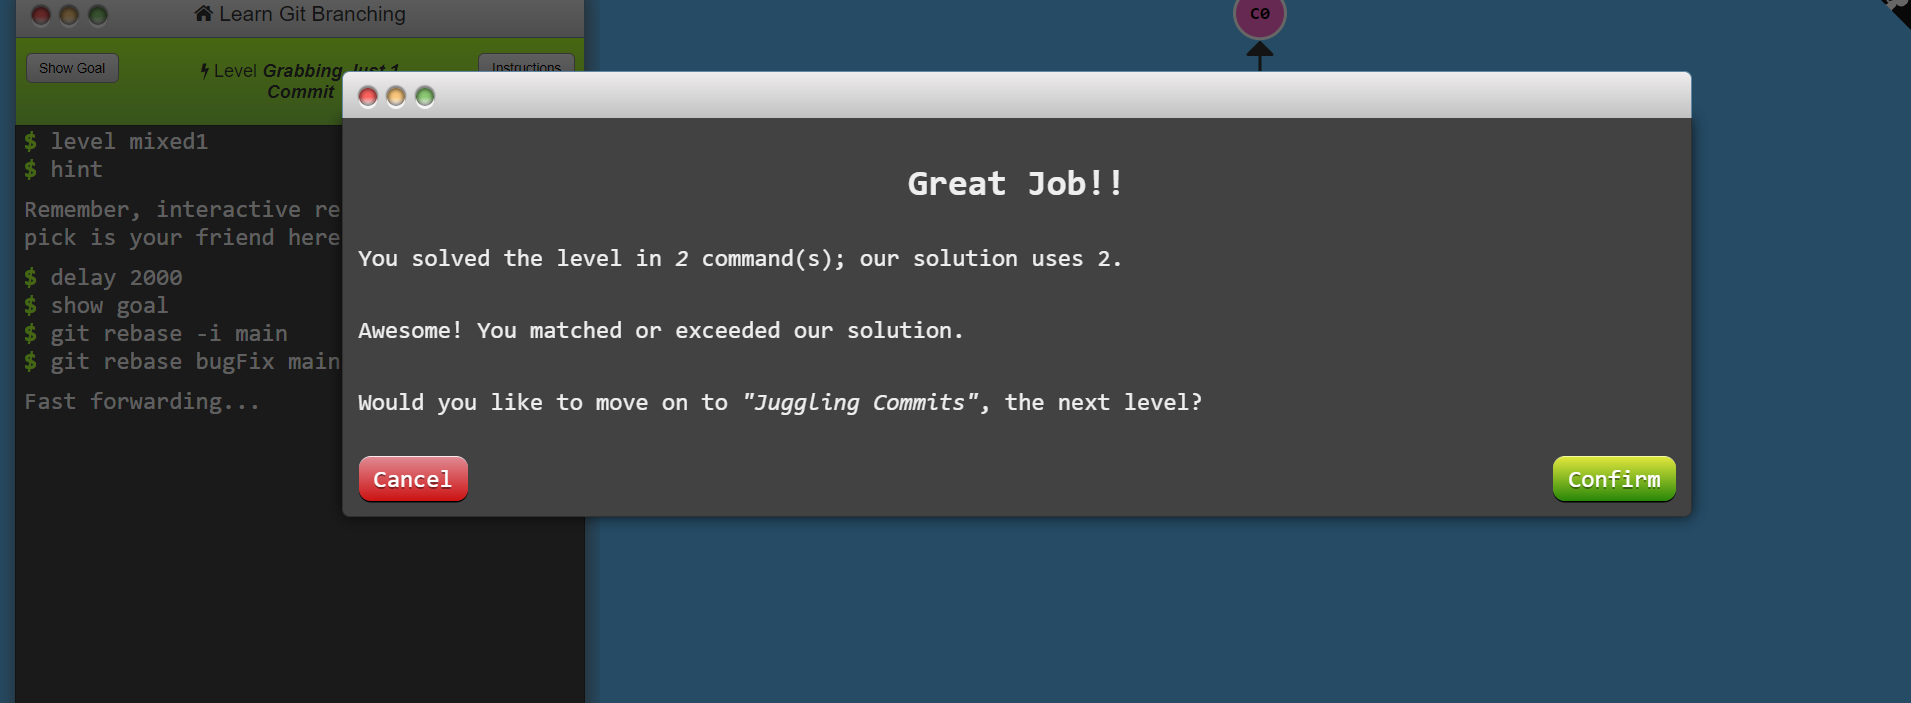 Learn Git Branching
C0
Show Goal
Level Grabbing Just 1
Commit
Instructions
$ level mixed1
$ hint
Remember, interactive re
pick is your friend here
$ delay 2000
$ show goal
$ git rebase -i main
$ git rebase bugFix main
Fast forwarding...
Great Job!!
You solved the level in 2 command(s); our solution uses 2.
Awesome! You matched or exceeded our solution.
Would you like to move on to "Juggling Commits", the next level?
Cancel
Confirm